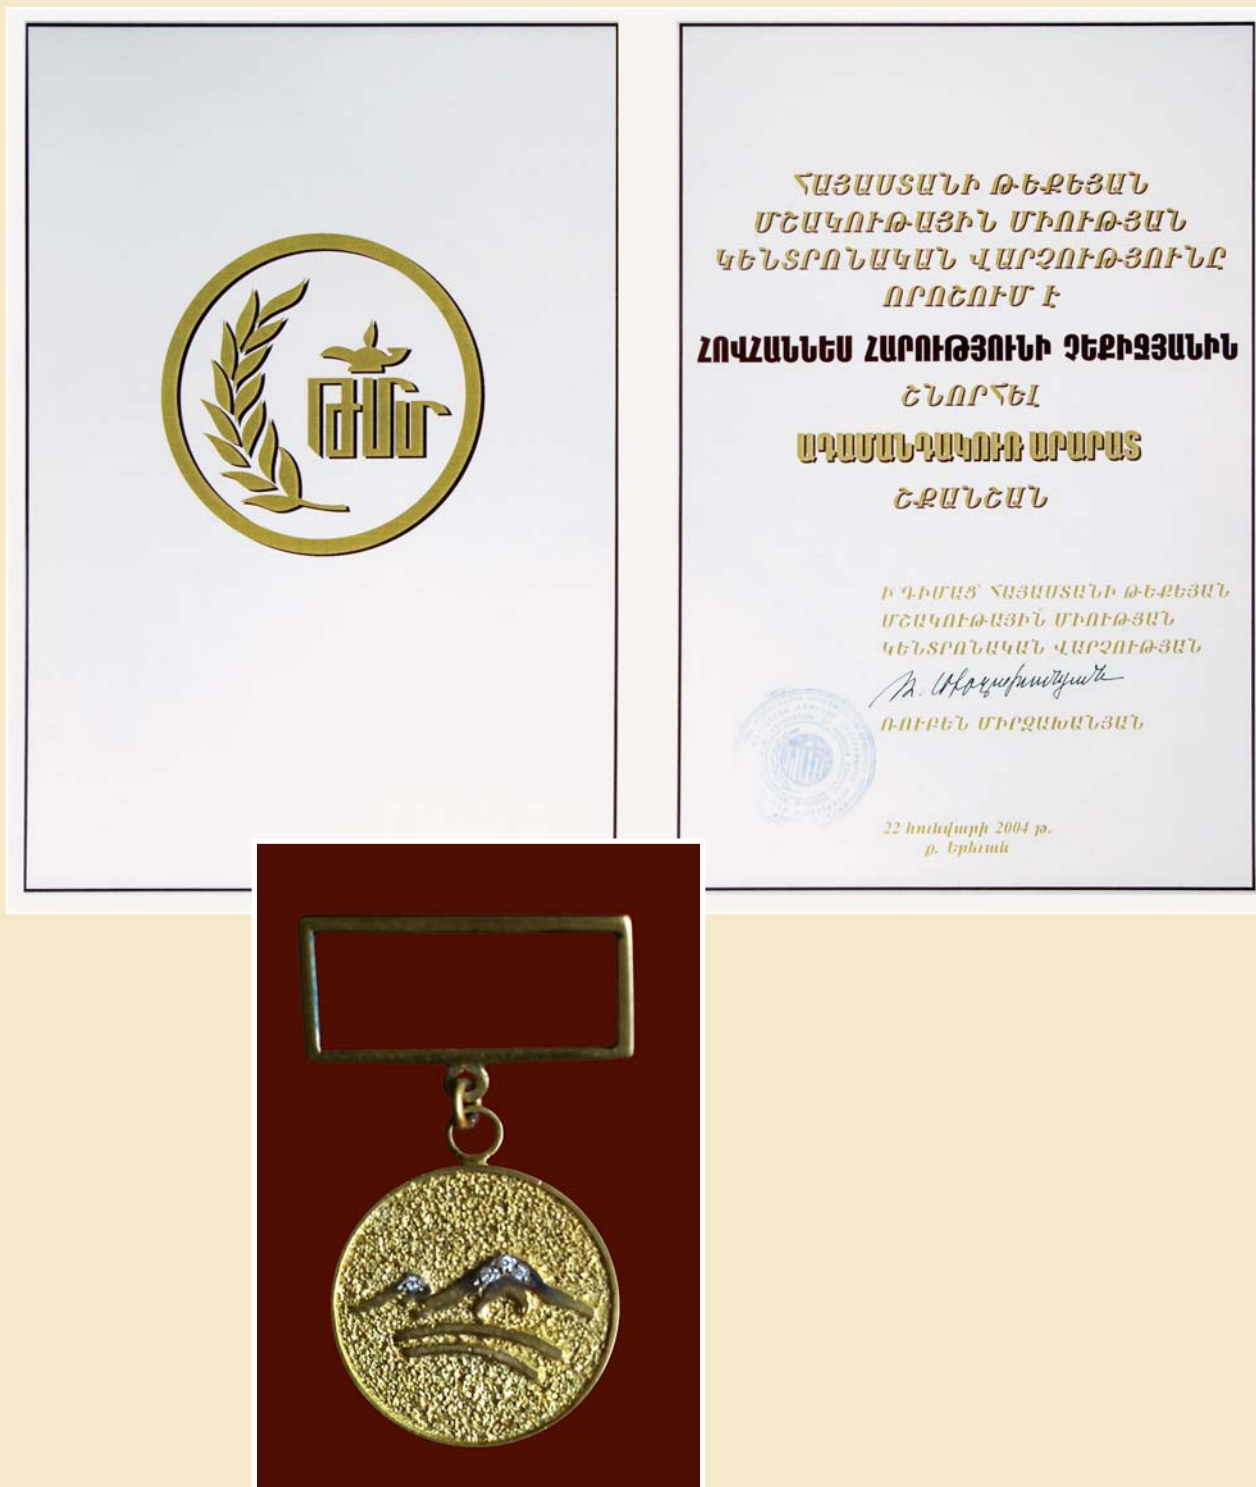 ԹՄՄ
ՀԱՅԱՍՏԱՆԻ ԹԵՔԵՅԱՆ
ՄՇԱԿՈՒԹԱՅԻՆ ՄԻՈՒԹՅԱՆ
ԿԵՆՏՐՈՆԱԿԱՆ ՎԱՐՉՈՒԹՅՈՒՆԸ
ՈՐՈՇՈՒՄ Է
ՀՈՎՀԱՆՆԵՍ ՀԱՐՈՒԹՅՈՒՆԻ ՉԵՔԻՋՅԱՆԻՆ
ՇՆՈՐՀԵԼ
ԱԴԱՄԱՆԴԱԿՈՒՌ ԱՐԱՐԱՏ
ՇՔԱՆՇԱՆ
Ի ԴԻՄԱՑ՝ ՀԱՅԱՍՏԱՆԻ ԹԵՔԵՅԱՆ
ՄՇԱԿՈՒԹԱՅԻՆ ՄԻՈՒԹՅԱՆ
ԿԵՆՏՐՈՆԱԿԱՆ ՎԱՐՉՈՒԹՅԱՆ
ՌՈՒԲԵՆ ՄԻՐԶԱԽԱՆՅԱՆ
22 հունվարի 2004 թ.
ք. Երևան